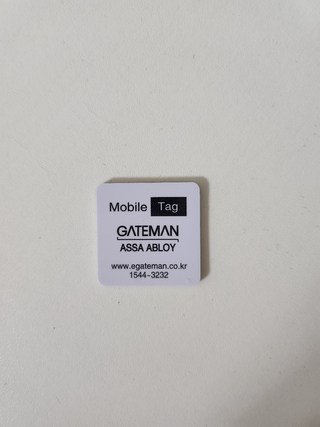 Mobile Tag
GATEMAN
ASSA ABLOY
www.egateman.co.kr
1544-3232